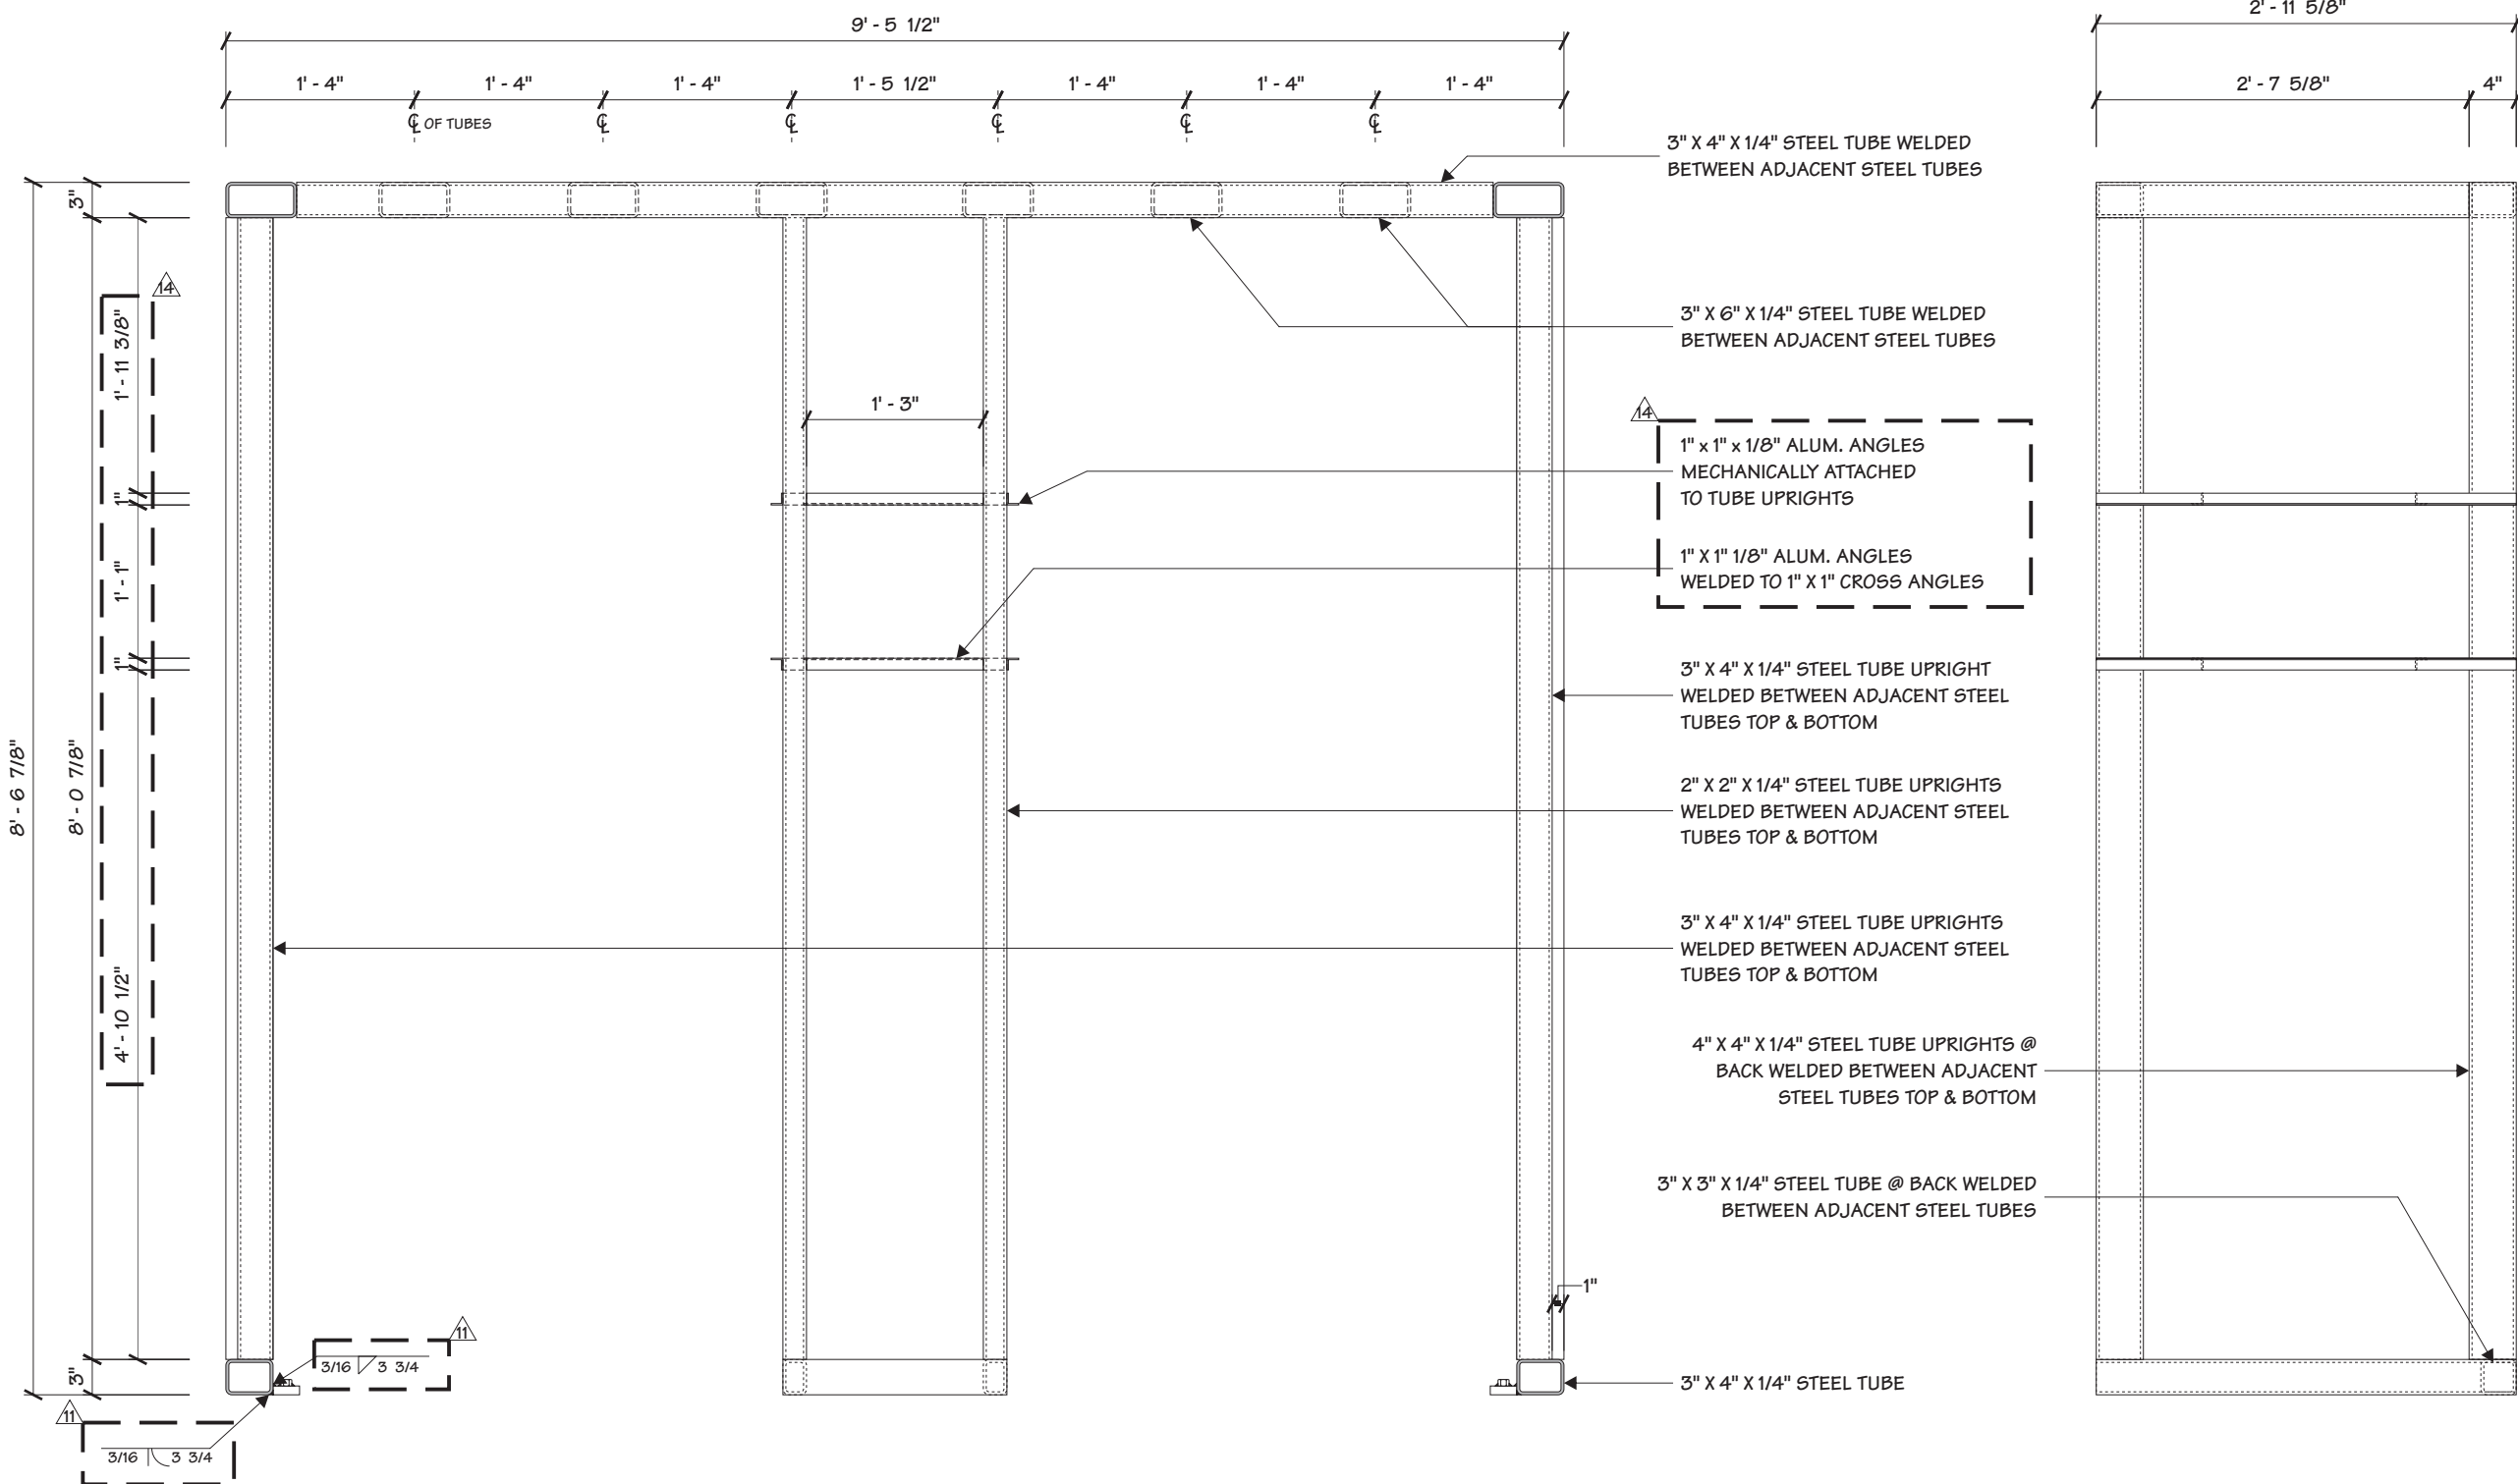 9' - 5 1/2"
2' - 11 5/8"
1' - 4"
1' - 4"
1' - 4"
1' - 5 1/2"
1' - 4"
1' - 4"
1' - 4"
2' - 7 5/8"
4"
℄ OF TUBES
℄
℄
℄
℄
℄
3" X 4" X 1/4" STEEL TUBE WELDED
BETWEEN ADJACENT STEEL TUBES
3"
14
1' - 11 3/8"
3" X 6" X 1/4" STEEL TUBE WELDED
BETWEEN ADJACENT STEEL TUBES
1' - 3"
14
1" x 1" x 1/8" ALUM. ANGLES
MECHANICALLY ATTACHED
TO TUBE UPRIGHTS
1"
1' - 1"
1" X 1" 1/8" ALUM. ANGLES
WELDED TO 1" X 1" CROSS ANGLES
1"
3" X 4" X 1/4" STEEL TUBE UPRIGHT
WELDED BETWEEN ADJACENT STEEL
TUBES TOP & BOTTOM
8' - 6 7/8"
8' - 0 7/8"
2" X 2" X 1/4" STEEL TUBE UPRIGHTS
WELDED BETWEEN ADJACENT STEEL
TUBES TOP & BOTTOM
3" X 4" X 1/4" STEEL TUBE UPRIGHTS
WELDED BETWEEN ADJACENT STEEL
TUBES TOP & BOTTOM
4' - 10 1/2"
4" X 4" X 1/4" STEEL TUBE UPRIGHTS @
BACK WELDED BETWEEN ADJACENT
STEEL TUBES TOP & BOTTOM
3" X 3" X 1/4" STEEL TUBE @ BACK WELDED
BETWEEN ADJACENT STEEL TUBES
1"
11
3/16 3 3/4
3"
3" X 4" X 1/4" STEEL TUBE
11
3/16 3 3/4